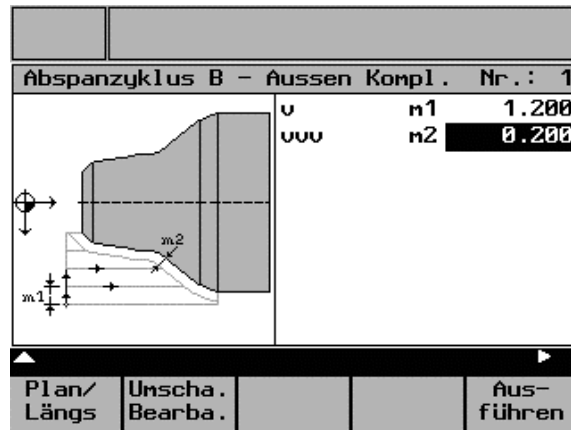 Abspanzyklus B - Aussen Kompl. Nr.: 1
v m1 1.200
vvv m2 0.200
m2
m1
Plan/ Umscha. Aus-
Längs Bearba. führen